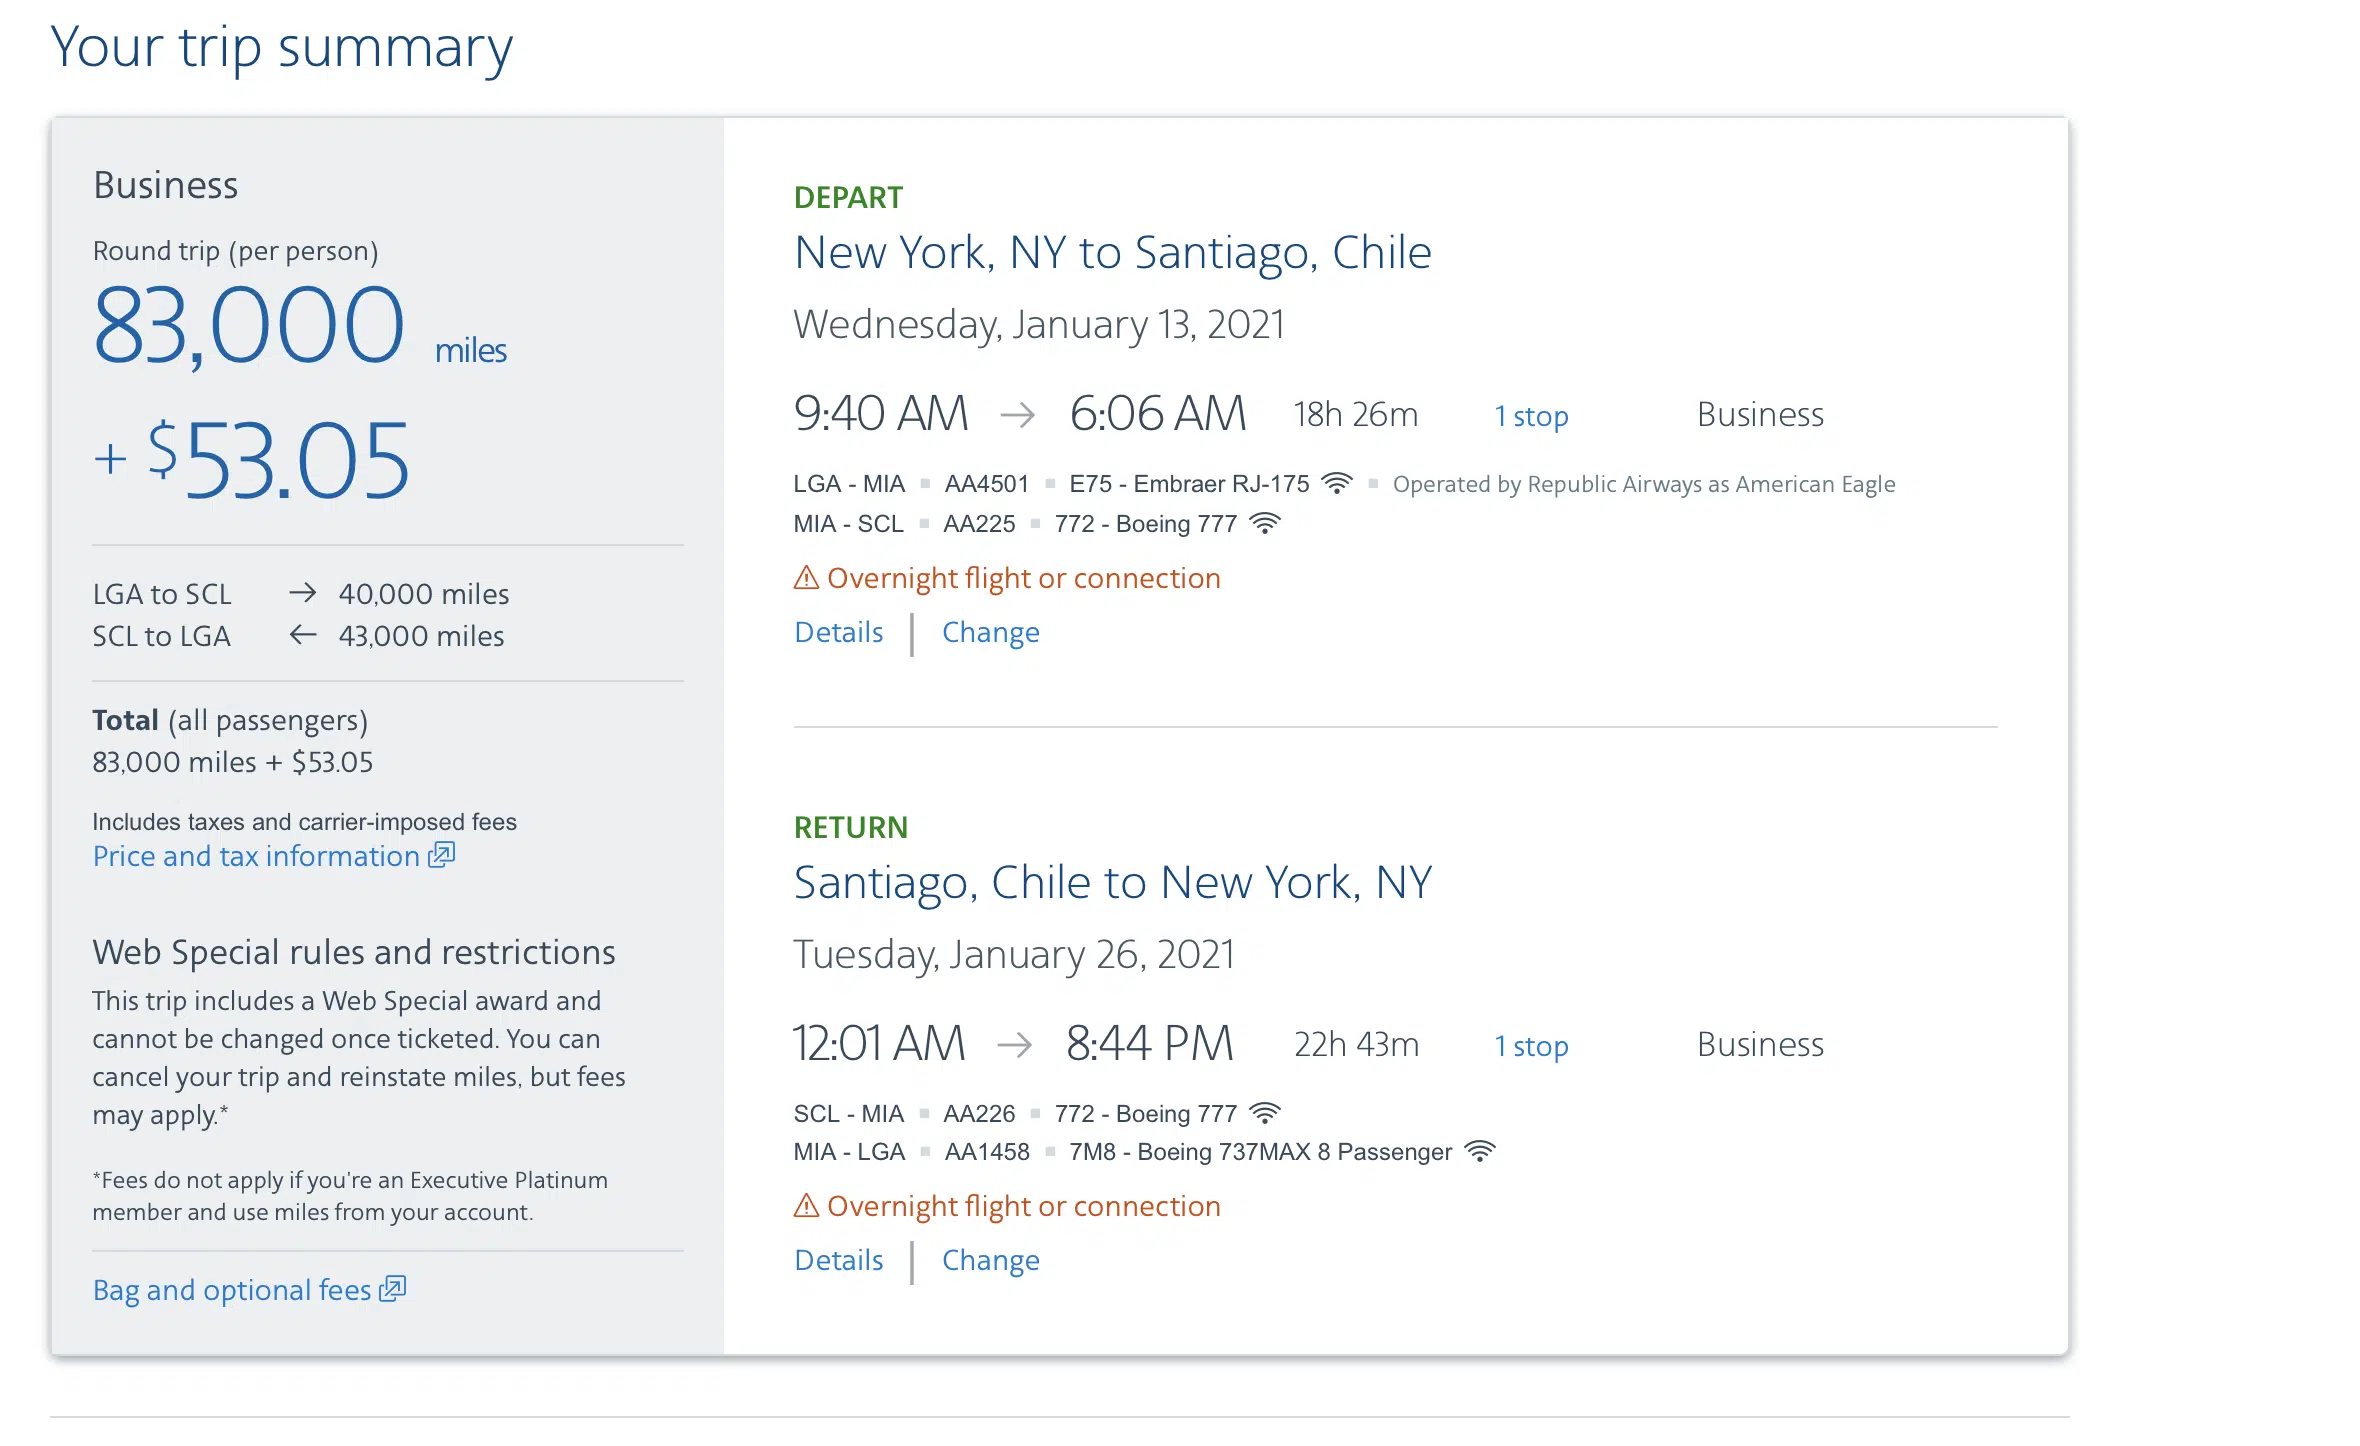 Your trip summary
Business
Round trip (per person)
83,000 miles
+ $53.05
LGA to SCL → 40,000 miles
SCL to LGA ← 43,000 miles
Total (all passengers)
83,000 miles + $53.05
Includes taxes and carrier-imposed fees
Price and tax information
Web Special rules and restrictions
This trip includes a Web Special award and
cannot be changed once ticketed. You can
cancel your trip and reinstate miles, but fees
may apply.*
*Fees do not apply if you're an Executive Platinum
member and use miles from your account.
Bag and optional fees
DEPART
New York, NY to Santiago, Chile
Wednesday, January 13, 2021
9:40 AM → 6:06 AM 18h 26m 1 stop Business
LGA - MIA ▪ AA4501 ▪ E75 - Embraer RJ-175 ▪ Operated by Republic Airways as American Eagle
MIA - SCL ▪ AA225 ▪ 772 - Boeing 777
Overnight flight or connection
Details | Change
RETURN
Santiago, Chile to New York, NY
Tuesday, January 26, 2021
12:01 AM → 8:44 PM 22h 43m 1 stop Business
SCL - MIA ▪ AA226 ▪ 772 - Boeing 777
MIA - LGA ▪ AA1458 ▪ 7M8 - Boeing 737MAX 8 Passenger
Overnight flight or connection
Details | Change